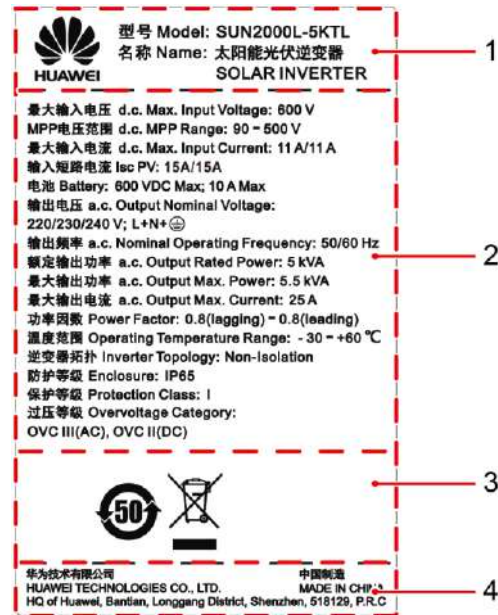 型号 Model: SUN2000L-5KTL
名称 Name: 太阳能光伏逆变器
SOLAR INVERTER
HUAWEI
1
最大输入电压 d.c. Max. Input Voltage: 600 V
MPP电压范围 d.c. MPP Range: 90 – 500 V
最大输入电流 d.c. Max. Input Current: 11 A/11 A
输入短路电流 Isc PV: 15A/15A
电池 Battery: 600 VDC Max; 10 A Max
输出电压 a.c. Output Nominal Voltage:
220/230/240 V; L+N+
输出频率 a.c. Nominal Operating Frequency: 50/60 Hz
额定输出功率 a.c. Output Rated Power: 5 kVA
最大输出功率 a.c. Output Max. Power: 5.5 kVA
最大输出电流 a.c. Output Max. Current: 25 A
功率因数 Power Factor: 0.8(lagging) – 0.8(leading)
温度范围 Operating Temperature Range: - 30 – +60 ℃
逆变器拓扑 Inverter Topology: Non-Isolation
防护等级 Enclosure: IP65
保护等级 Protection Class: I
过压等级 Overvoltage Category:
OVC III(AC), OVC II(DC)
2
50
3
华为技术有限公司 中国制造
HUAWEI TECHNOLOGIES CO., LTD. MADE IN CHINA
HQ of Huawei, Bantian, Longgang District, Shenzhen, 518129, P.R.C
4